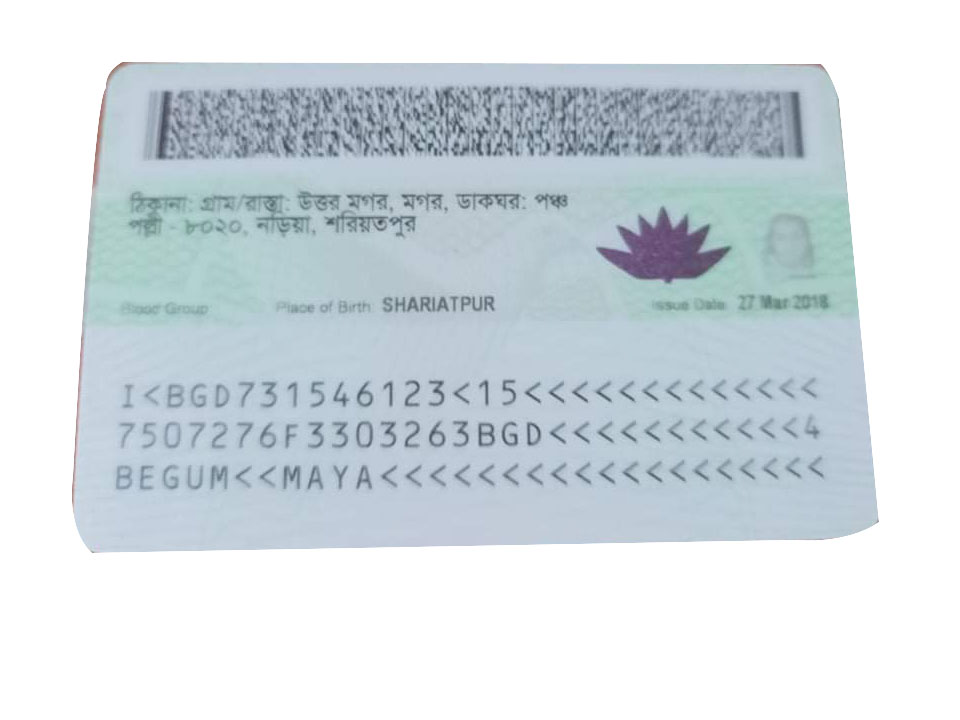 ঠিকানা: গ্রাম/রাস্তা: উত্তর মগর, মগর, ডাকঘর: পঞ্চ
পল্লী - ৮০২০, নড়িয়া, শরিয়তপুর
Blood Group: Place of Birth: SHARIATPUR Issue Date: 27 Mar 2018
I<BGD731546123<15<<<<<<<<<<<<<
7507276F3303263BGD<<<<<<<<<<<4
BEGUM<<MAYA<<<<<<<<<<<<<<<<<<<